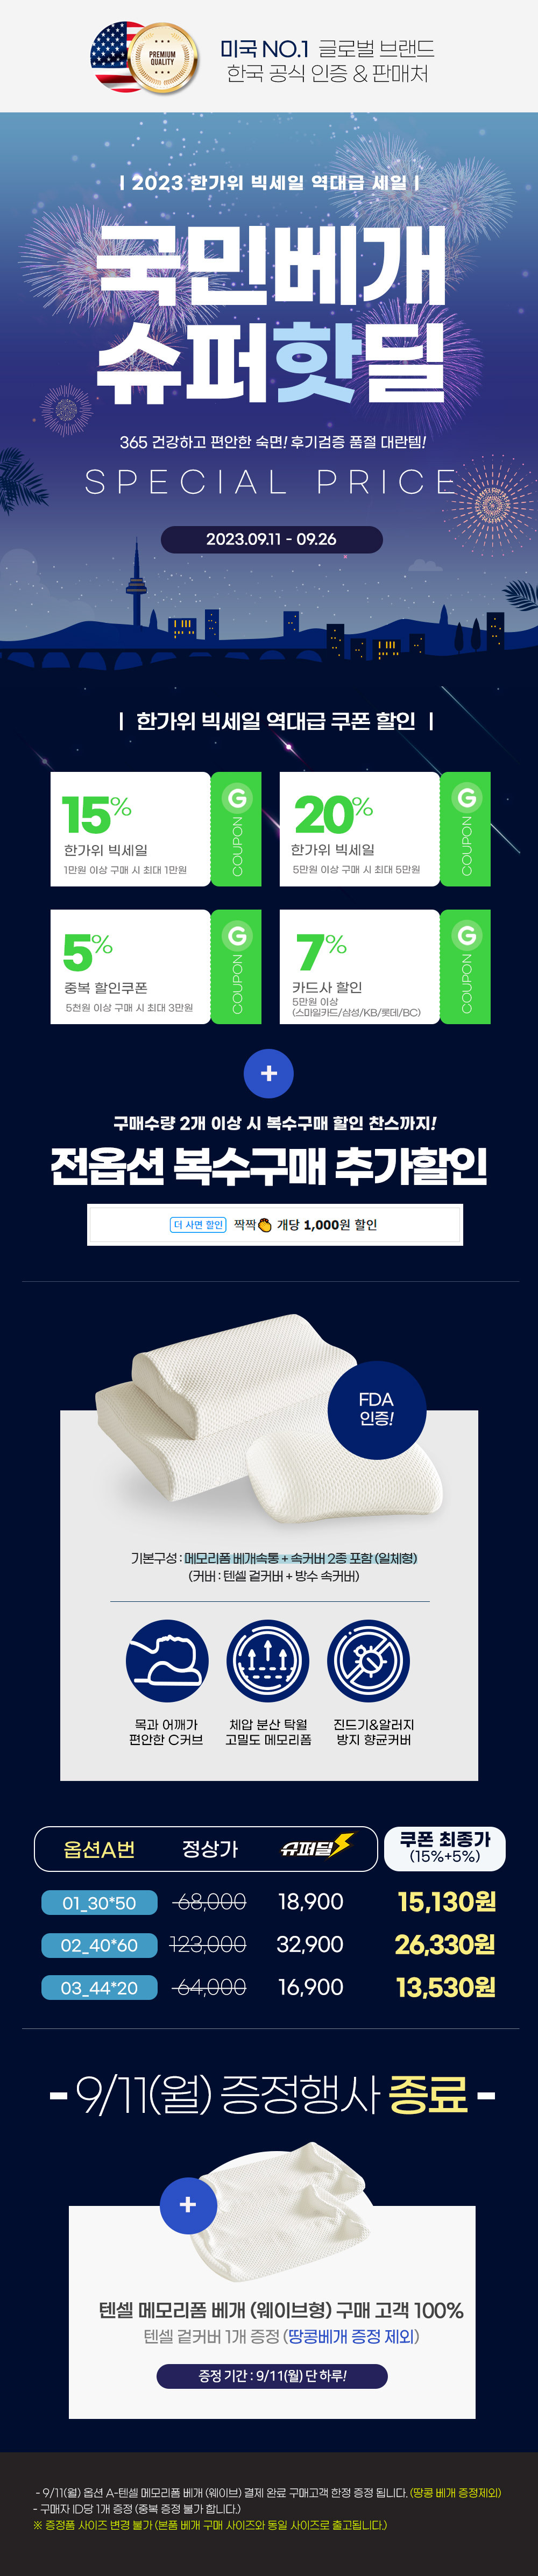 PREMIUM
QUALITY
미국 NO.1 글로벌 브랜드
한국 공식 인증 & 판매처
| 2023 한가위 빅세일 역대급 세일 |
국민베개
슈퍼핫딜
365 건강하고 편안한 숙면! 후기검증 품절 대란템!
SPECIAL PRICE
2023.09.11 - 09.26
| 한가위 빅세일 역대급 쿠폰 할인 |
15%
한가위 빅세일
1만원 이상 구매 시 최대 1만원
G COUPON
20%
한가위 빅세일
5만원 이상 구매 시 최대 5만원
G COUPON
5%
중복 할인쿠폰
5천원 이상 구매 시 최대 3만원
G COUPON
7%
카드사 할인
5만원 이상
(스마일카드/삼성/KB/롯데/BC)
G COUPON
+
구매수량 2개 이상 시 복수구매 할인 찬스까지!
전옵션 복수구매 추가할인
더 사면 할인 짝짝👏 개당 1,000원 할인
FDA
인증!
기본구성 : 메모리폼 베개속통 + 속커버 2종 포함 (일체형)
(커버 : 텐셀 겉커버 + 방수 속커버)
목과 어깨가
편안한 C커브
체압 분산 탁월
고밀도 메모리폼
진드기&알러지
방지 향균커버
옵션A번 정상가 슈퍼딜 쿠폰 최종가
(15%+5%)
01_30*50 68,000 18,900 15,130원
02_40*60 123,000 32,900 26,330원
03_44*20 64,000 16,900 13,530원
- 9/11(월) 증정행사 종료 -
+
텐셀 메모리폼 베개 (웨이브형) 구매 고객 100%
텐셀 겉커버 1개 증정 (땅콩베개 증정 제외)
증정 기간 : 9/11(월) 단 하루!
- 9/11(월) 옵션 A-텐셀 메모리폼 베개 (웨이브) 결제 완료 구매고객 한정 증정 됩니다. (땅콩 베개 증정제외)
- 구매자 ID당 1개 증정 (중복 증정 불가 합니다.)
※ 증정품 사이즈 변경 불가 (본품 베개 구매 사이즈와 동일 사이즈로 출고됩니다.)